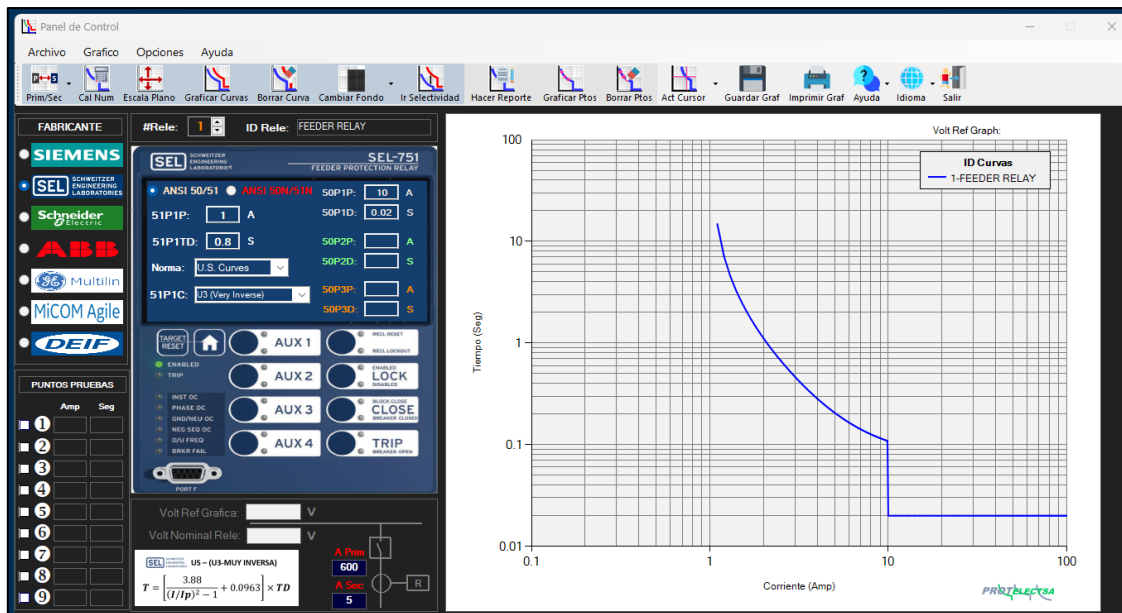 Panel de Control
Archivo Grafico Opciones Ayuda
P S
Prim/Sec Cal Num Escala Plano Graficar Curvas Borrar Curva Cambiar Fondo Ir Selectividad Hacer Reporte Graficar Ptos Borrar Ptos Act Cursor Guardar Graf Imprimir Graf Ayuda Idioma Salir
FABRICANTE
SIEMENS
SEL SCHWEITZER ENGINEERING LABORATORIES
Schneider Electric
ABB
GE Multilin
MiCOM Agile
DEIF
PUNTOS PRUEBAS
Amp Seg
1
2
3
4
5
6
7
8
9
#Rele: 1 ID Rele: FEEDER RELAY
SEL SCHWEITZER ENGINEERING LABORATORIES SEL-751
FEEDER PROTECTION RELAY
ANSI 50/51 ANSI 50N/51N 50P1P: 10 A
51P1P: 1 A 50P1D: 0.02 S
51P1TD: 0.8 S 50P2P: A
50P2D: S
Norma: U.S. Curves
51P1C: U3 (Very Inverse) 50P3P: A
50P3D: S
TARGET RESET AUX 1 RECL RESET
RECL LOCKOUT
ENABLED
TRIP
AUX 2 ENABLED
LOCK
DISABLED
INST OC
PHASE OC
GND/NEU OC
NEG SEQ OC
O/U FREQ
BRKR FAIL
AUX 3 BLOCK CLOSE
CLOSE
BREAKER CLOSED
AUX 4 TRIP
BREAKER OPEN
PORT F
Volt Ref Grafica: V
Volt Nominal Rele: V
SEL SCHWEITZER ENGINEERING LABORATORIES US – (U3-MUY INVERSA)
T = [3.88 / ((I/Ip)² − 1) + 0.0963] × TD
A Prim
600
A Sec
5
R
Volt Ref Graph:
ID Curvas
1-FEEDER RELAY
100
10
1
0.1
0.01
Tiempo (Seg)
0.1 1 10 100
Corriente (Amp)
PROTELECTSA